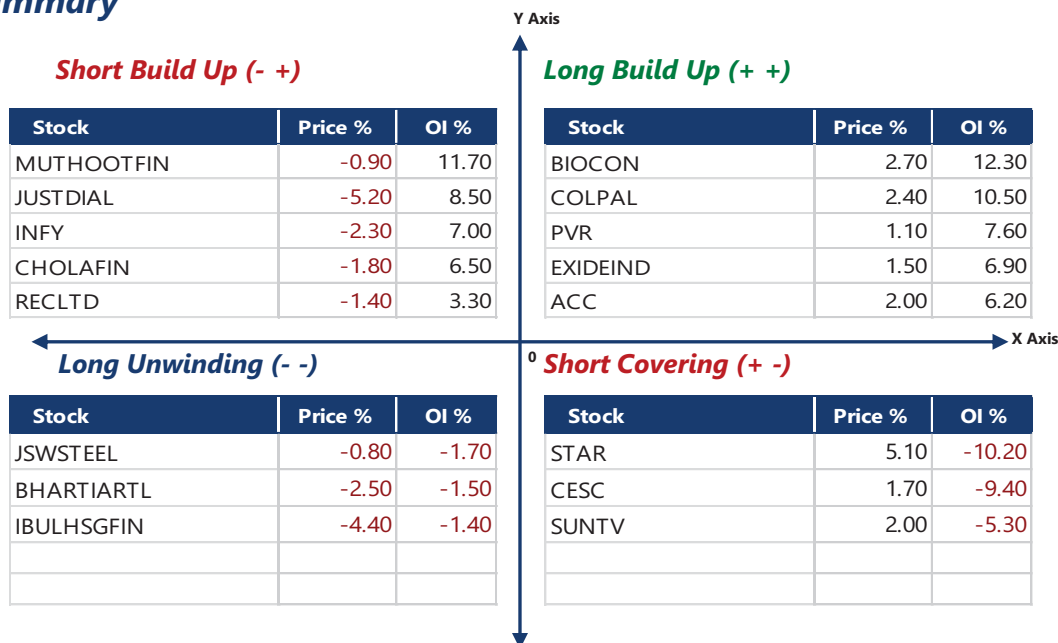 Y Axis
Short Build Up (- +)
Stock Price % OI %
MUTHOOTFIN -0.90 11.70
JUSTDIAL -5.20 8.50
INFY -2.30 7.00
CHOLAFIN -1.80 6.50
RECLTD -1.40 3.30
Long Build Up (+ +)
Stock Price % OI %
BIOCON 2.70 12.30
COLPAL 2.40 10.50
PVR 1.10 7.60
EXIDEIND 1.50 6.90
ACC 2.00 6.20
X Axis
0
Long Unwinding (- -)
Stock Price % OI %
JSWSTEEL -0.80 -1.70
BHARTIARTL -2.50 -1.50
IBULHSGFIN -4.40 -1.40
Short Covering (+ -)
Stock Price % OI %
STAR 5.10 -10.20
CESC 1.70 -9.40
SUNTV 2.00 -5.30